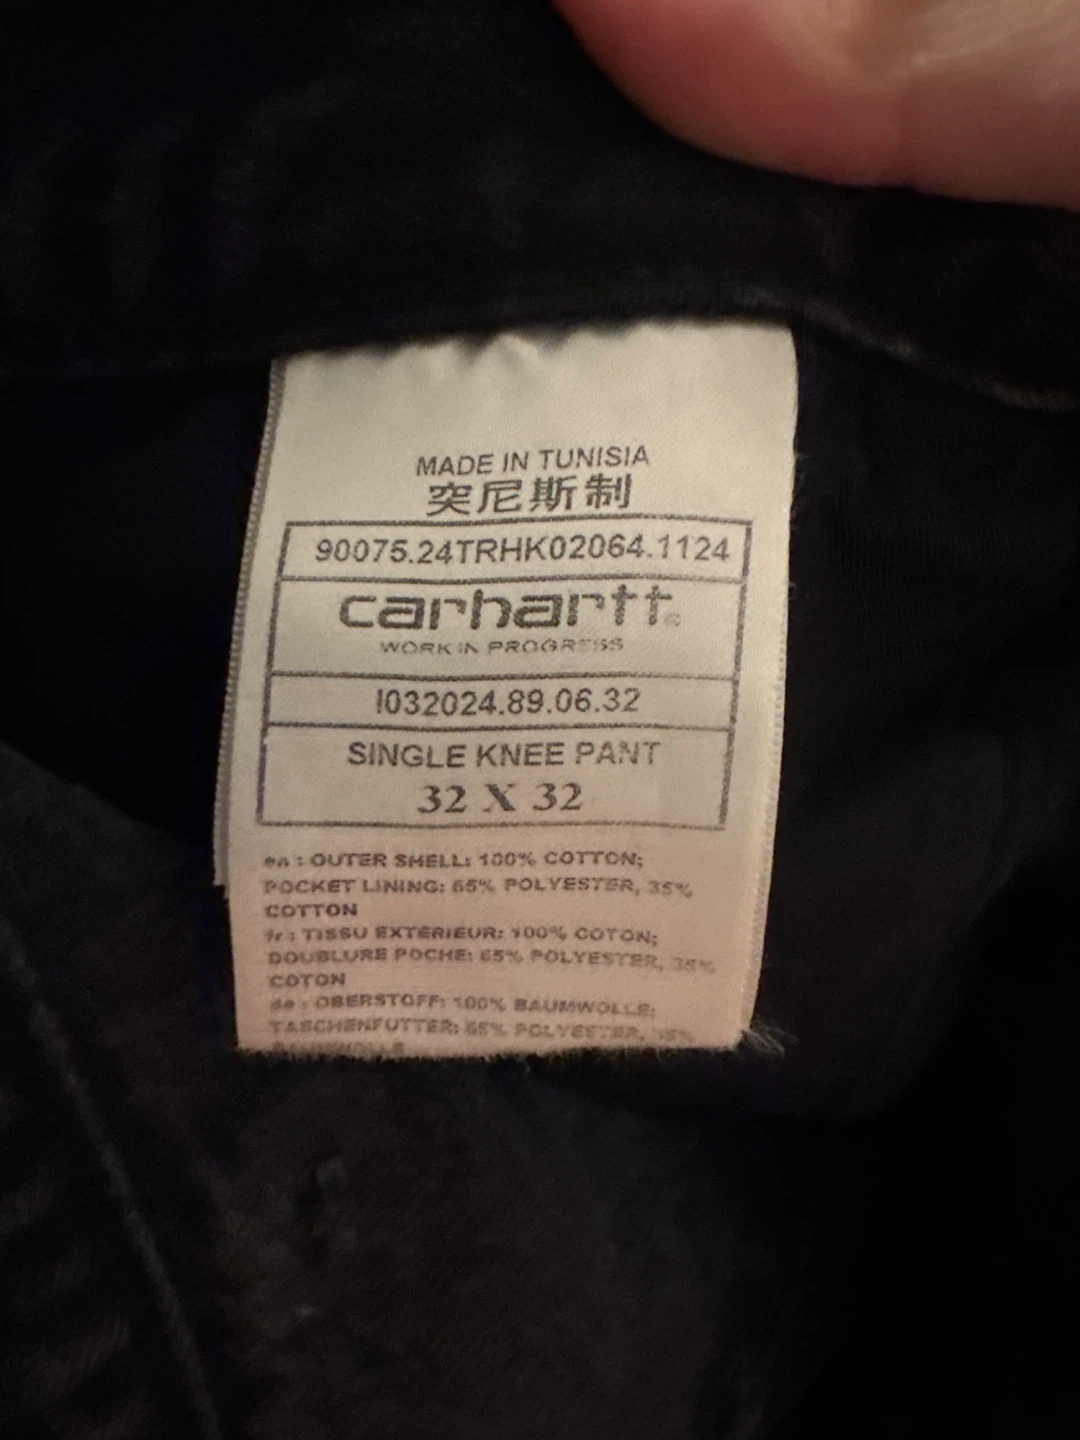 MADE IN TUNISIA
突尼斯制
90075.24TRHK02064.1124
carhartt
WORK IN PROGRESS
I032024.89.06.32
SINGLE KNEE PANT
32 X 32
en : OUTER SHELL: 100% COTTON;
POCKET LINING: 65% POLYESTER, 35%
COTTON
fr : TISSU EXTÉRIEUR: 100% COTON;
DOUBLURE POCHE: 65% POLYESTER, 35%
COTON
de : OBERSTOFF: 100% BAUMWOLLE;
TASCHENFUTTER: 65% POLYESTER, 35%